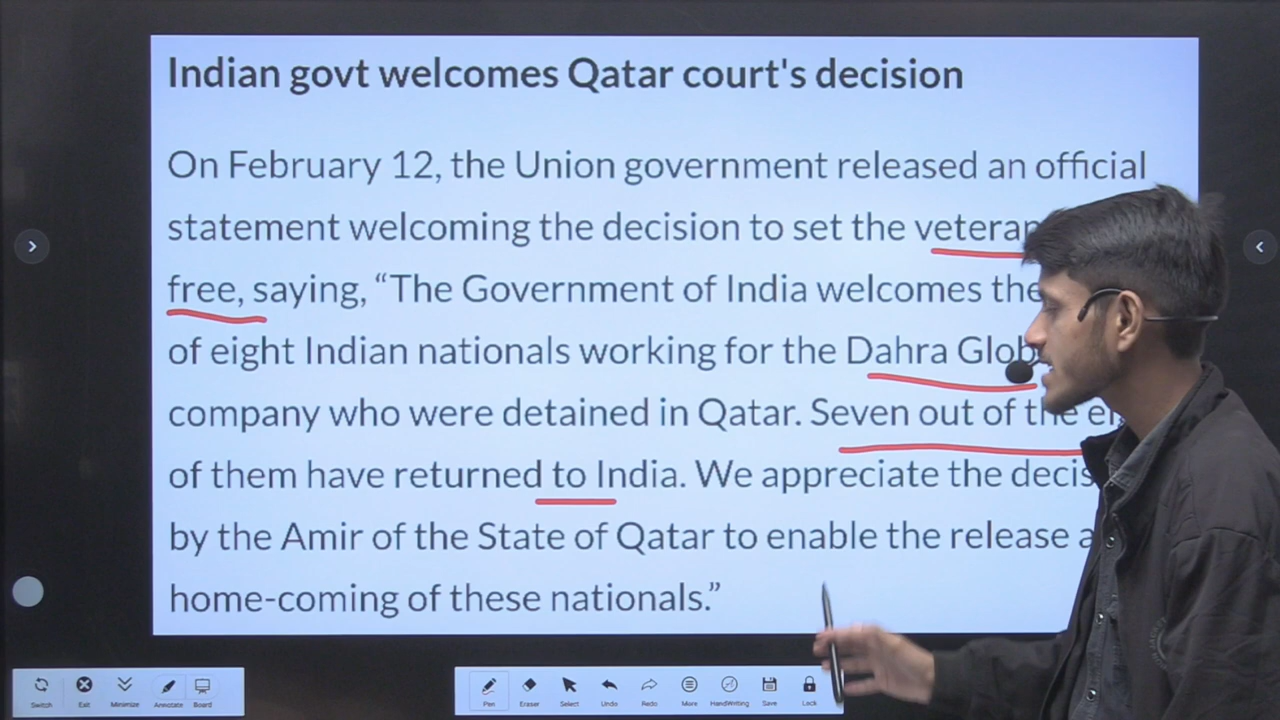 Indian govt welcomes Qatar court's decision
On February 12, the Union government released an official
statement welcoming the decision to set the
free, saying, “The Government of India welcomes the
of eight Indian nationals working for the Dahra
company who were detained in Qatar. Seven out of the
of them have returned to India. We appreciate the
by the Amir of the State of Qatar to enable the release
home-coming of these nationals.”
Switch Exit Minimize Annotate Board Pen Eraser Select Undo Redo More HandWriting Save Lock